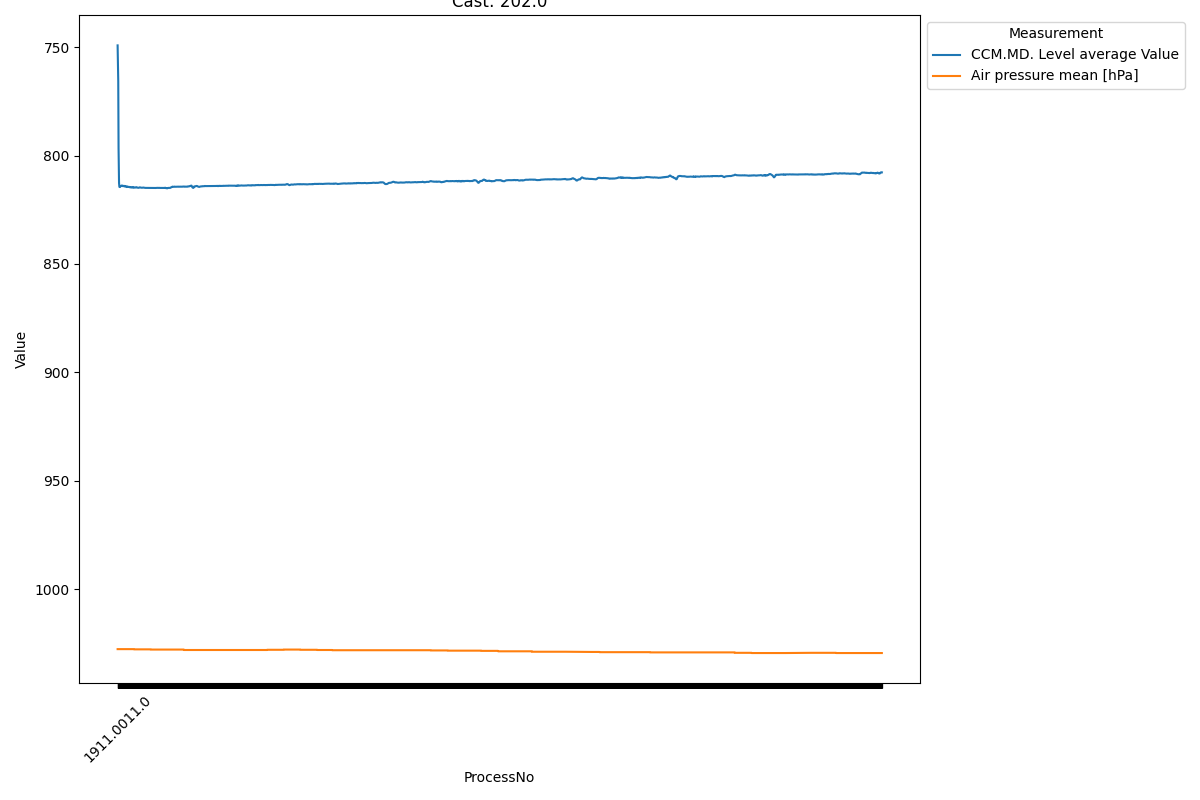 Cast: 202.0
Measurement
CCM.MD. Level average Value
Air pressure mean [hPa]
750
800
850
900
950
1000
Value
1911.0011.0
ProcessNo